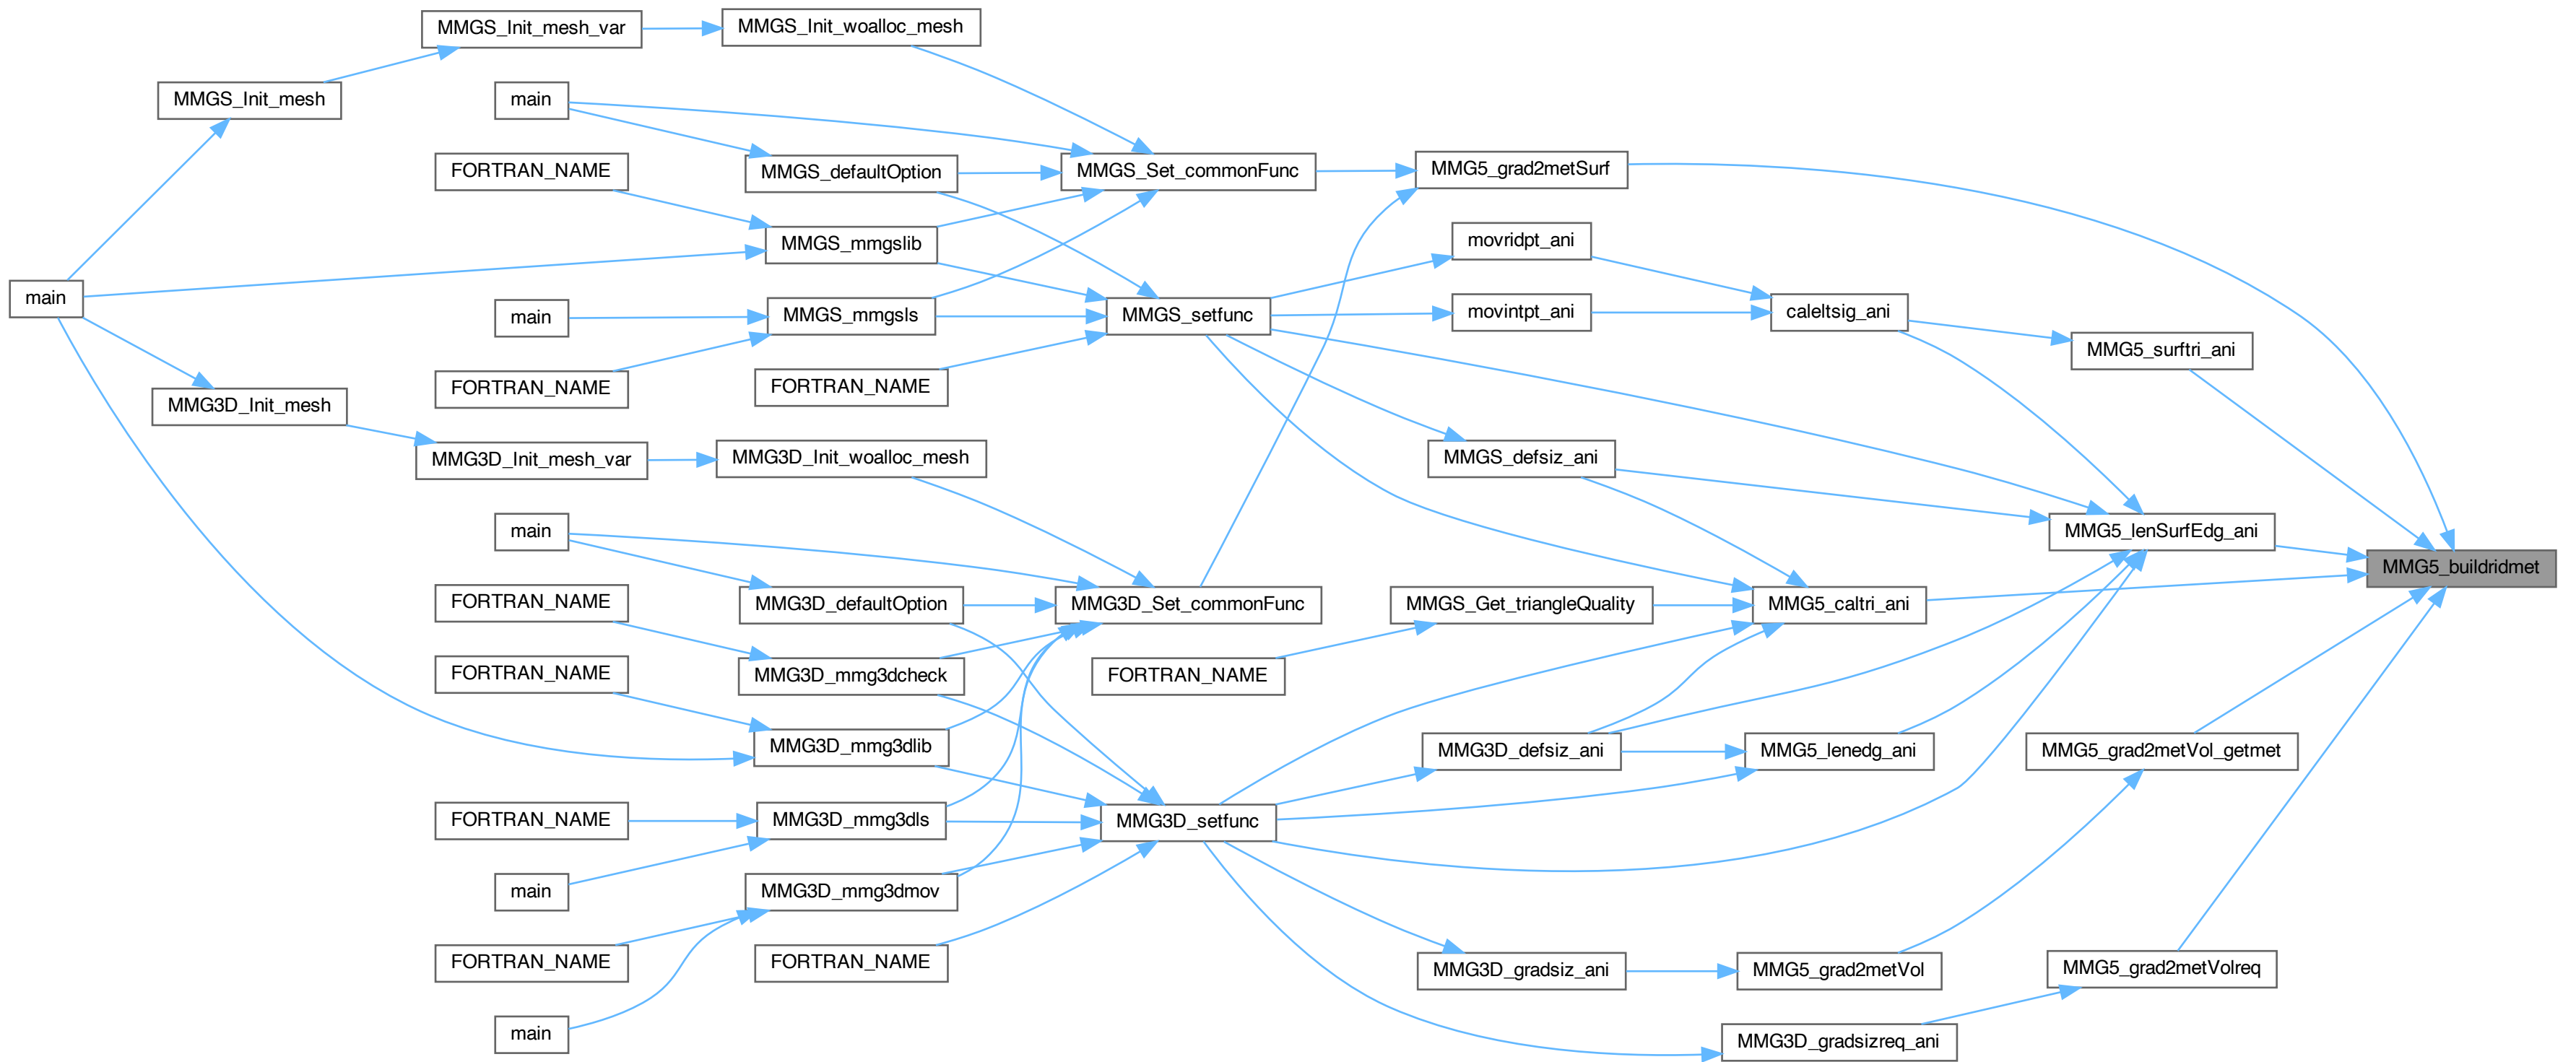 MMGS_Init_mesh_var
MMGS_Init_woalloc_mesh
MMGS_Init_mesh
main
FORTRAN_NAME
MMGS_defaultOption
MMGS_Set_commonFunc
MMG5_grad2metSurf
MMGS_mmgslib
movridpt_ani
main
main
MMGS_mmgsls
MMGS_setfunc
movintpt_ani
caleltsig_ani
MMG5_surftri_ani
FORTRAN_NAME
FORTRAN_NAME
MMG3D_Init_mesh
MMG3D_Init_mesh_var
MMG3D_Init_woalloc_mesh
MMGS_defsiz_ani
main
MMG5_lenSurfEdg_ani
MMG5_buildridmet
FORTRAN_NAME
MMG3D_defaultOption
MMG3D_Set_commonFunc
MMGS_Get_triangleQuality
MMG5_caltri_ani
FORTRAN_NAME
MMG3D_mmg3dcheck
FORTRAN_NAME
MMG3D_mmg3dlib
MMG3D_defsiz_ani
MMG5_lenedg_ani
MMG5_grad2metVol_getmet
FORTRAN_NAME
MMG3D_mmg3dls
MMG3D_setfunc
main
MMG3D_mmg3dmov
FORTRAN_NAME
FORTRAN_NAME
MMG3D_gradsiz_ani
MMG5_grad2metVol
MMG5_grad2metVolreq
main
MMG3D_gradsizreq_ani